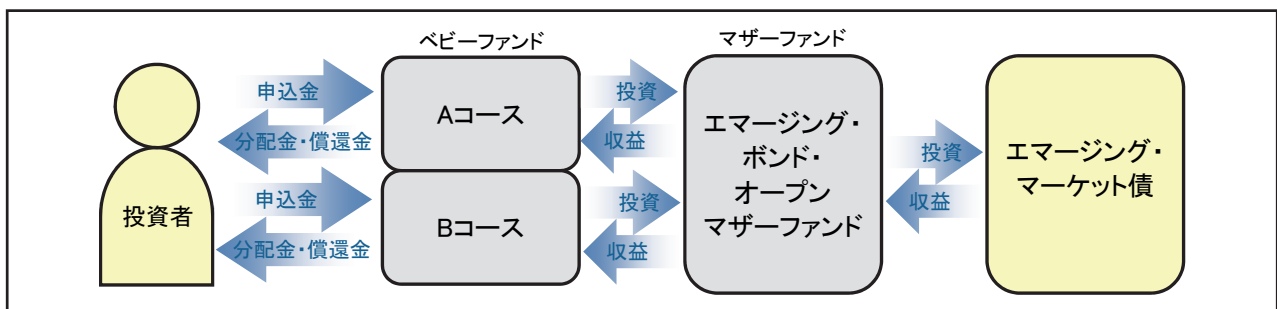 ベビーファンド
マザーファンド
申込金
分配金・償還金
申込金
分配金・償還金
投資者
Aコース
Bコース
投資
収益
投資
収益
エマージング・
ボンド・
オープン
マザーファンド
投資
収益
エマージング・
マーケット債